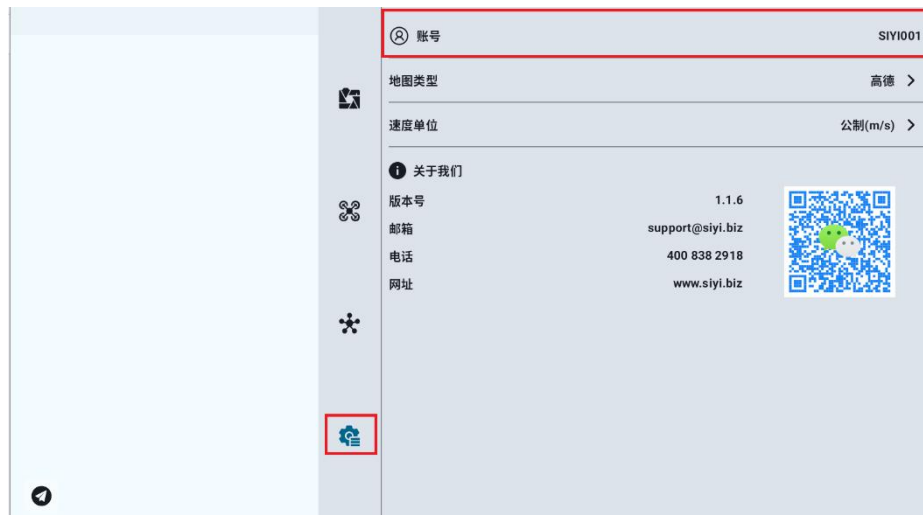 账号 SIYI001
地图类型 高德
速度单位 公制(m/s)
关于我们
版本号 1.1.6
邮箱 support@siyi.biz
电话 400 838 2918
网址 www.siyi.biz